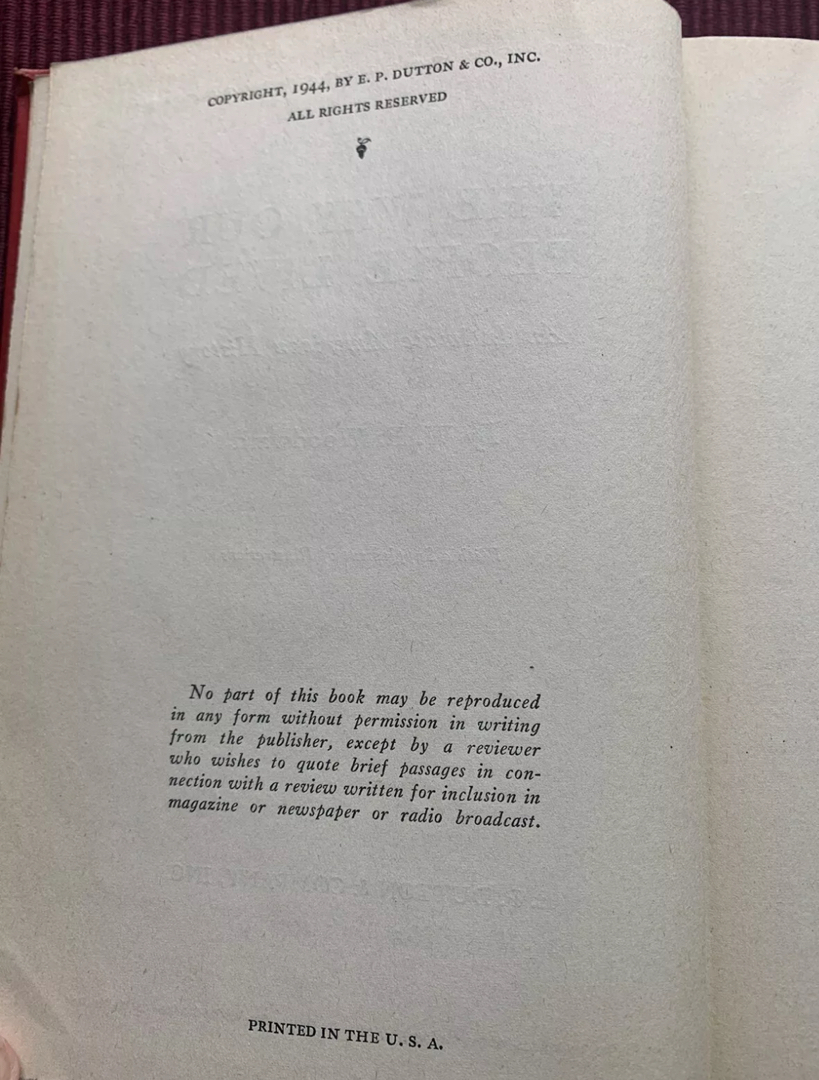 COPYRIGHT, 1944, BY E. P. DUTTON & CO., INC.
ALL RIGHTS RESERVED
No part of this book may be reproduced
in any form without permission in writing
from the publisher, except by a reviewer
who wishes to quote brief passages in con-
nection with a review written for inclusion in
magazine or newspaper or radio broadcast.
PRINTED IN THE U. S. A.